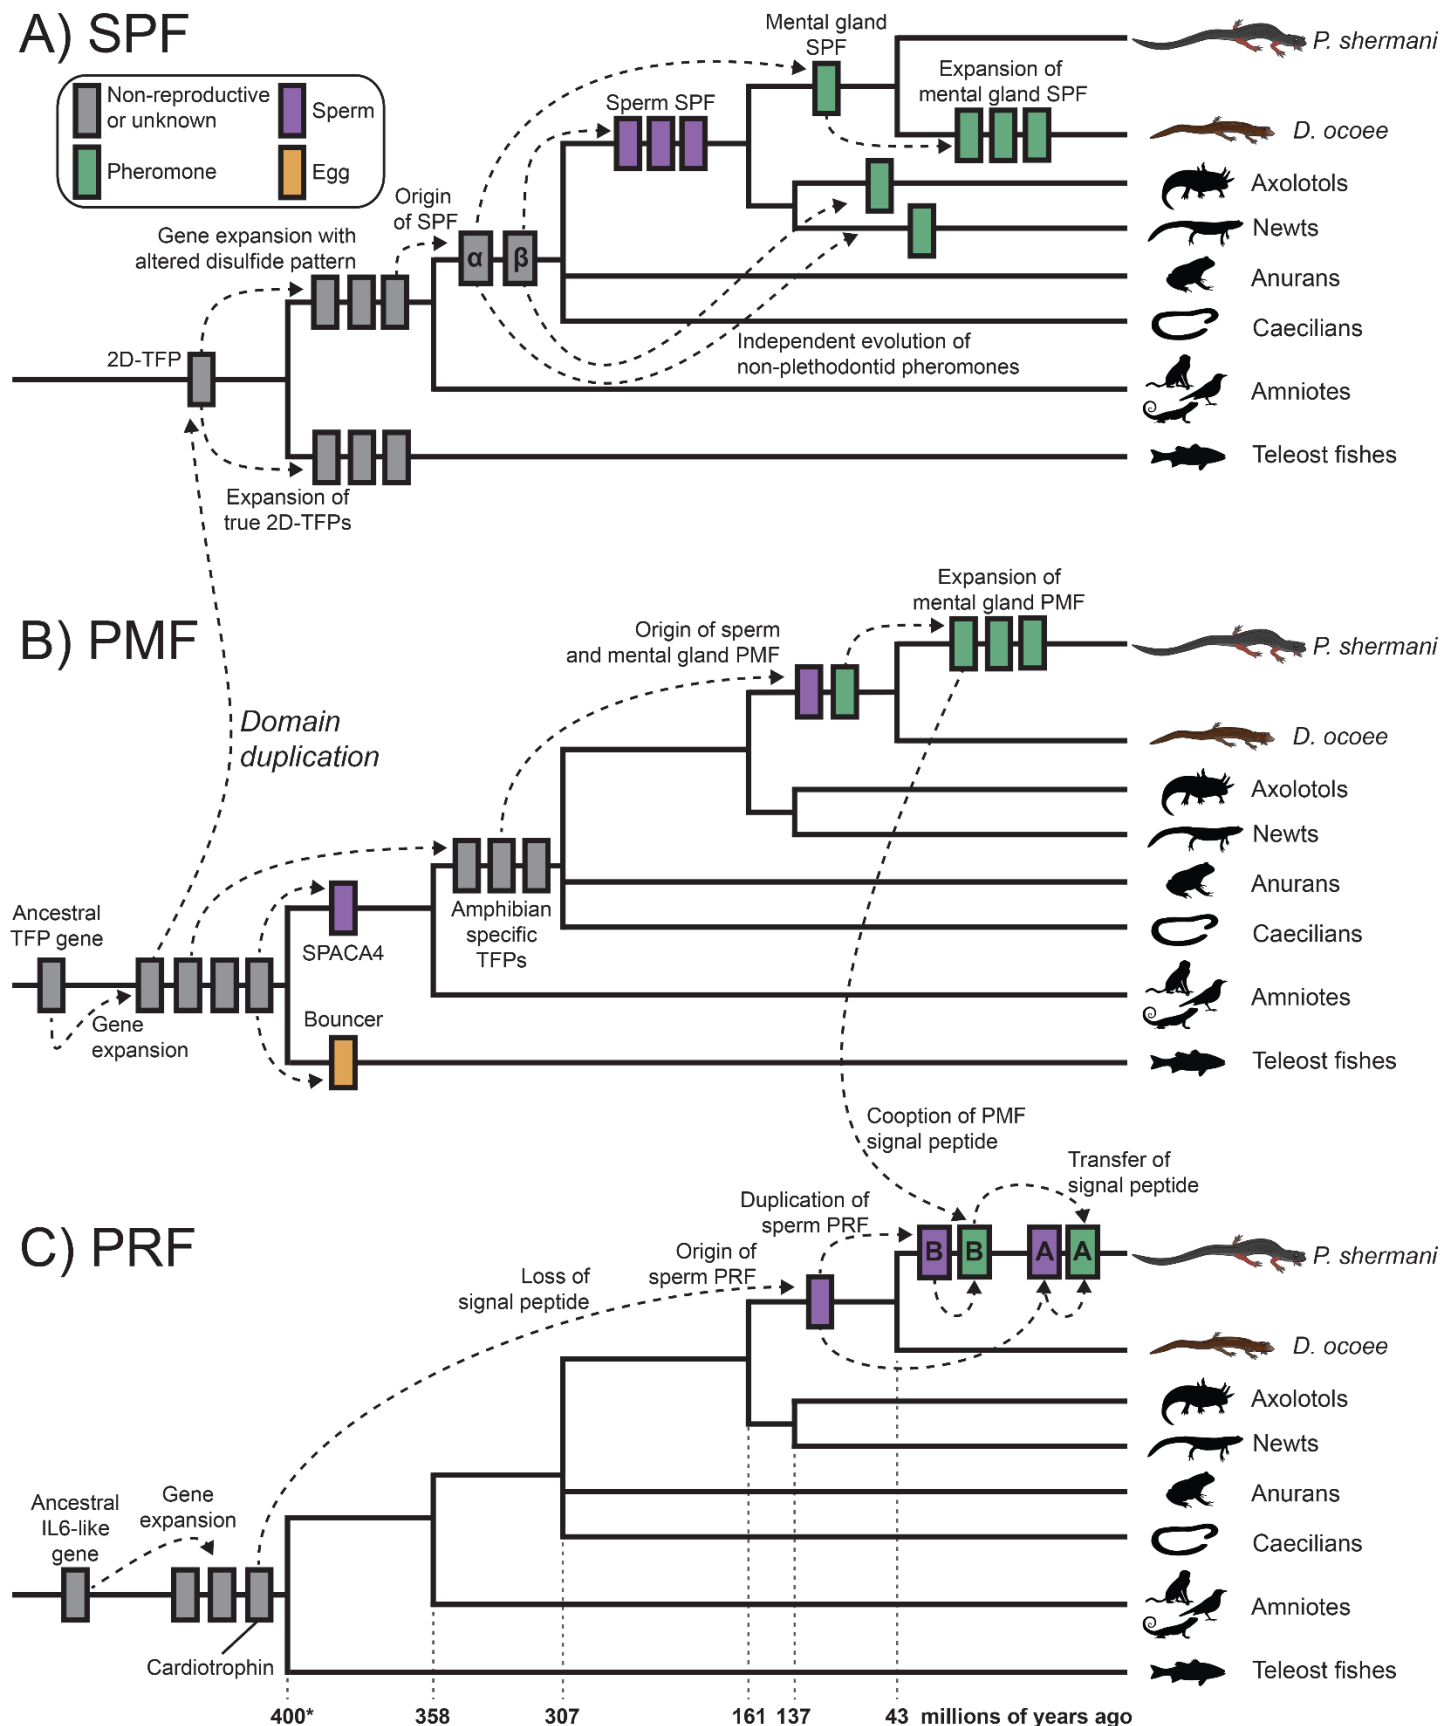 A) SPF
Non-reproductive
or unknown
Sperm
Pheromone
Egg
Mental gland
SPF
Expansion of
mental gland SPF
Sperm SPF
Origin
of SPF
Gene expansion with
altered disulfide pattern
α
β
2D-TFP
Independent evolution of
non-plethodontid pheromones
Expansion of
true 2D-TFPs
P. shermani
D. ocoee
Axolotols
Newts
Anurans
Caecilians
Amniotes
Teleost fishes
B) PMF
Domain
duplication
Expansion of
mental gland PMF
Origin of sperm
and mental gland PMF
Ancestral
TFP gene
Gene
expansion
SPACA4
Bouncer
Amphibian
specific
TFPs
P. shermani
D. ocoee
Axolotols
Newts
Anurans
Caecilians
Amniotes
Teleost fishes
Cooption of PMF
signal peptide
Transfer of
signal peptide
C) PRF
Duplication of
sperm PRF
Origin of
sperm PRF
Loss of
signal peptide
B
B
A
A
Ancestral
IL6-like
gene
Gene
expansion
Cardiotrophin
P. shermani
D. ocoee
Axolotols
Newts
Anurans
Caecilians
Amniotes
Teleost fishes
400* 358 307 161 137 43 millions of years ago